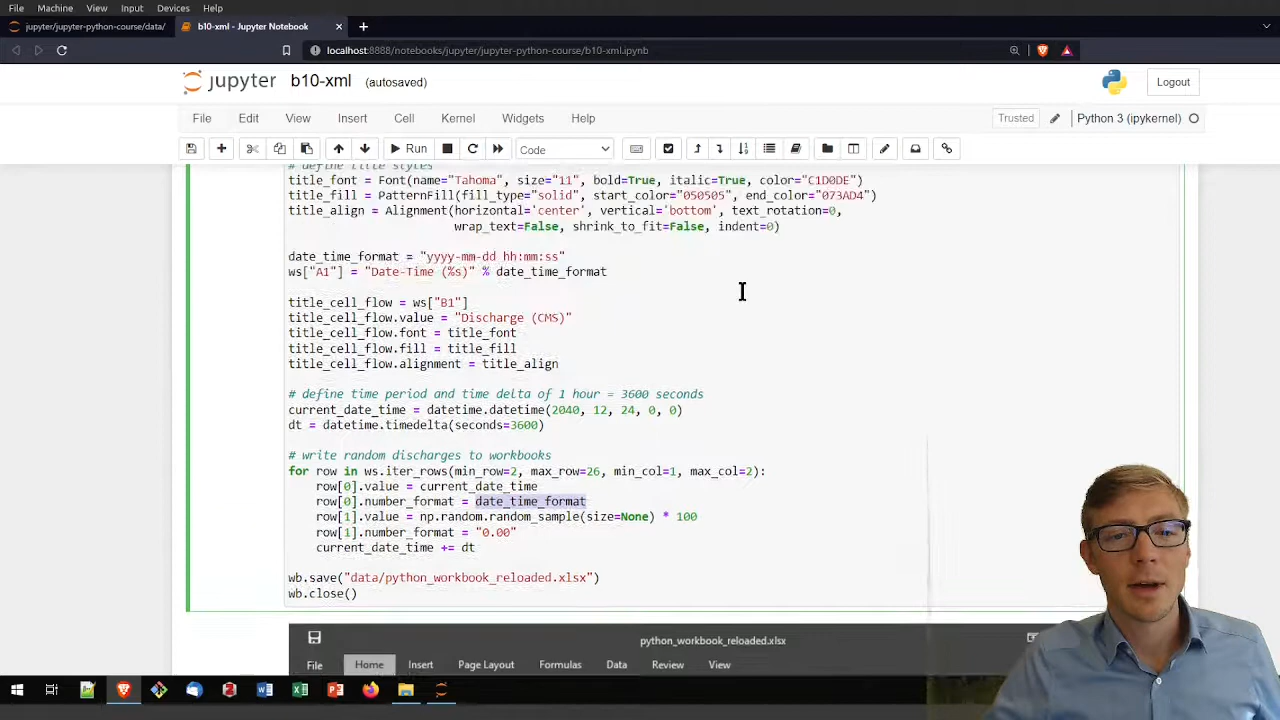 File Machine View Input Devices Help
jupyter/jupyter-python-course/data/ b10-xml - Jupyter Notebook
localhost:8888/notebooks/jupyter/jupyter-python-course/b10-xml.ipynb
jupyter b10-xml (autosaved) Logout
File Edit View Insert Cell Kernel Widgets Help Trusted Python 3 (ipykernel)
Run Code
# define title styles
title_font = Font(name="Tahoma", size="11", bold=True, italic=True, color="C1D0DE")
title_fill = PatternFill(fill_type="solid", start_color="050505", end_color="073AD4")
title_align = Alignment(horizontal='center', vertical='bottom', text_rotation=0,
wrap_text=False, shrink_to_fit=False, indent=0)
date_time_format = "yyyy-mm-dd hh:mm:ss"
ws["A1"] = "Date-Time (%s)" % date_time_format
title_cell_flow = ws["B1"]
title_cell_flow.value = "Discharge (CMS)"
title_cell_flow.font = title_font
title_cell_flow.fill = title_fill
title_cell_flow.alignment = title_align
# define time period and time delta of 1 hour = 3600 seconds
current_date_time = datetime.datetime(2040, 12, 24, 0, 0)
dt = datetime.timedelta(seconds=3600)
# write random discharges to workbooks
for row in ws.iter_rows(min_row=2, max_row=26, min_col=1, max_col=2):
row[0].value = current_date_time
row[0].number_format = date_time_format
row[1].value = np.random.random_sample(size=None) * 100
row[1].number_format = "0.00"
current_date_time += dt
wb.save("data/python_workbook_reloaded.xlsx")
wb.close()
python_workbook_reloaded.xlsx
File Home Insert Page Layout Formulas Data Review View